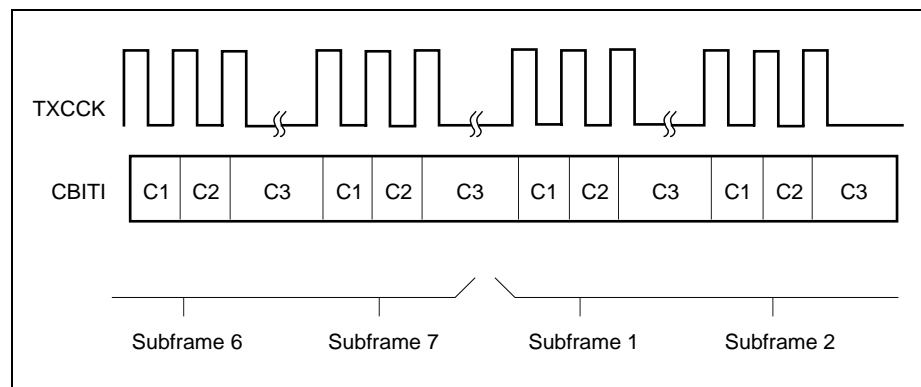 TXCCK
CBITI
C1 C2 C3 C1 C2 C3 C1 C2 C3 C1 C2 C3
Subframe 6 Subframe 7 Subframe 1 Subframe 2